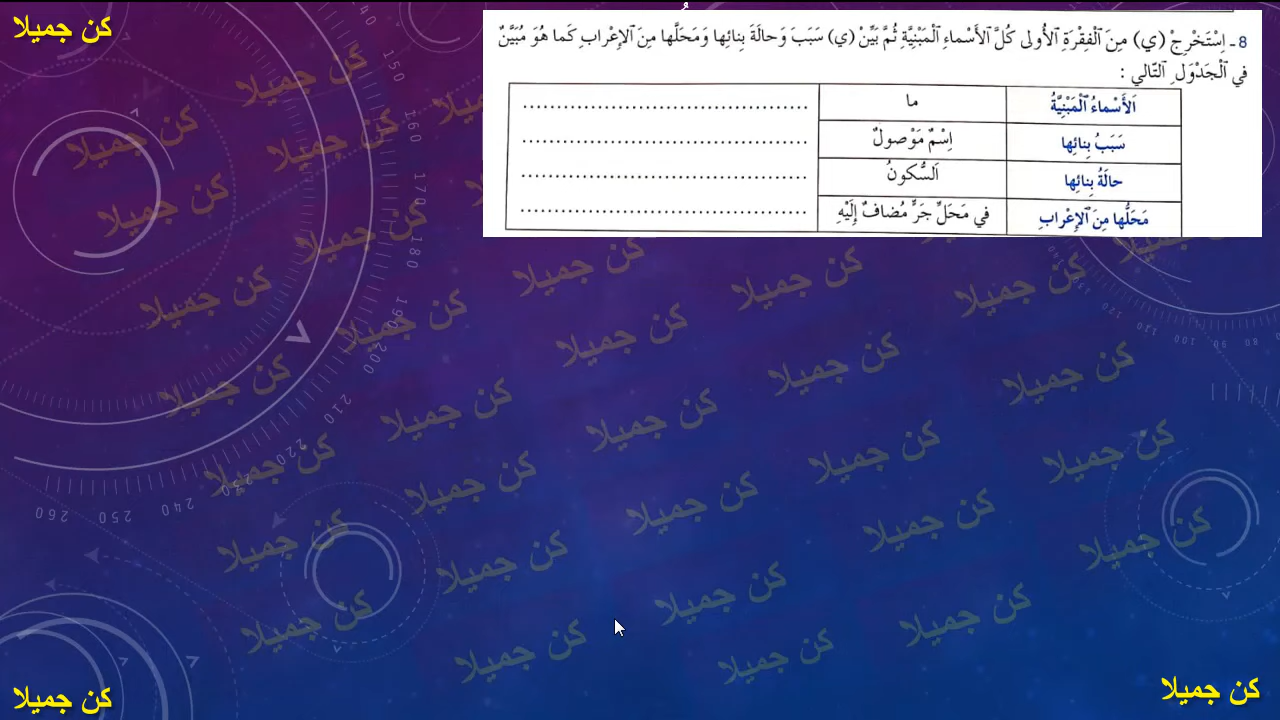 كن جميلا
8 ـ اِسْتَخْرِجْ (ي) مِنَ ٱلْفِقْرَةِ ٱلْأُولى كُلَّ ٱلْأَسْماءِ ٱلْمَبْنِيَّةِ ثُمَّ بَيِّنْ (ي) سَبَبَ وَحالَةَ بِنائِها وَمَحَلَّها مِنَ ٱلْإِعْرابِ كَما هُوَ مُبَيَّنٌ
في ٱلْجَدْوَلِ ٱلتّالي :
اَلْأَسْماءُ ٱلْمَبْنِيَّةُ ما ........................................
سَبَبُ بِنائِها اِسْمٌ مَوْصولٌ ........................................
حالَةُ بِنائِها اَلسُّكونُ ........................................
مَحَلُّها مِنَ ٱلْإِعْرابِ في مَحَلِّ جَرٍّ مُضافٌ إِلَيْهِ ........................................
كن جميلا
كن جميلا